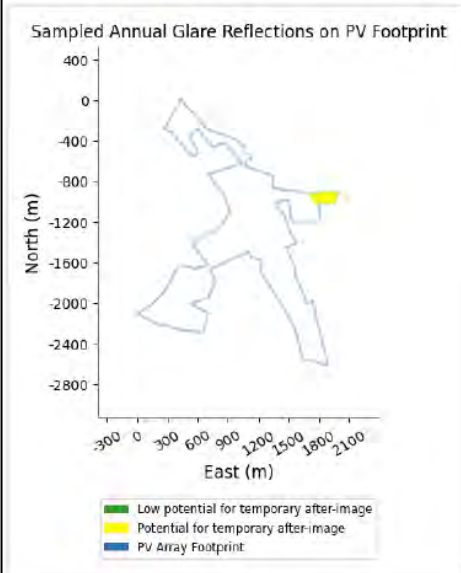 Sampled Annual Glare Reflections on PV Footprint
400
0
-400
-800
-1200
-1600
-2000
-2400
-2800
North (m)
-300 0 300 600 900 1200 1500 1800 2100
East (m)
Low potential for temporary after-image
Potential for temporary after-image
PV Array Footprint